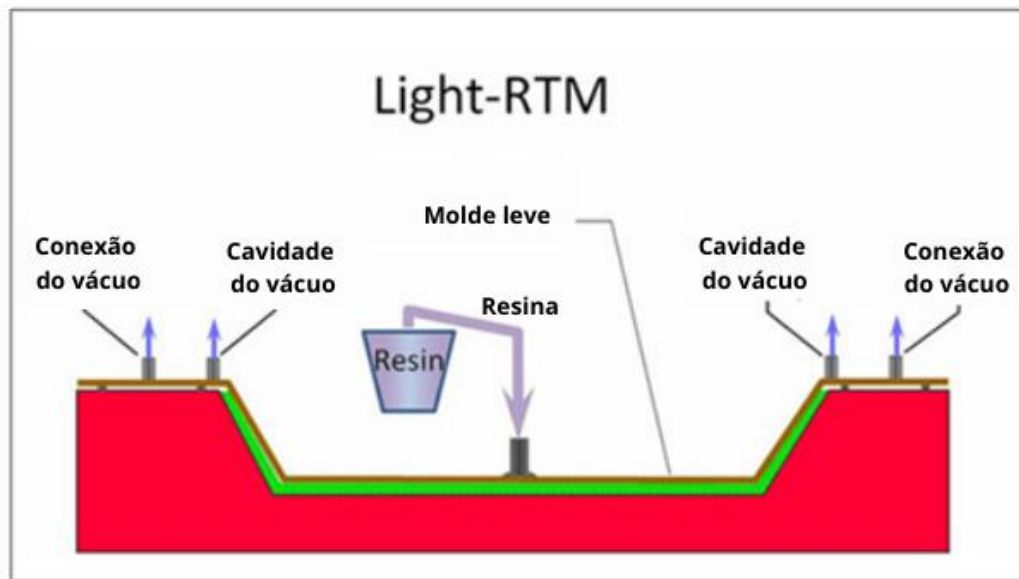 Light-RTM
Molde leve
Conexão
do vácuo
Cavidade
do vácuo
Cavidade
do vácuo
Conexão
do vácuo
Resina
Resin